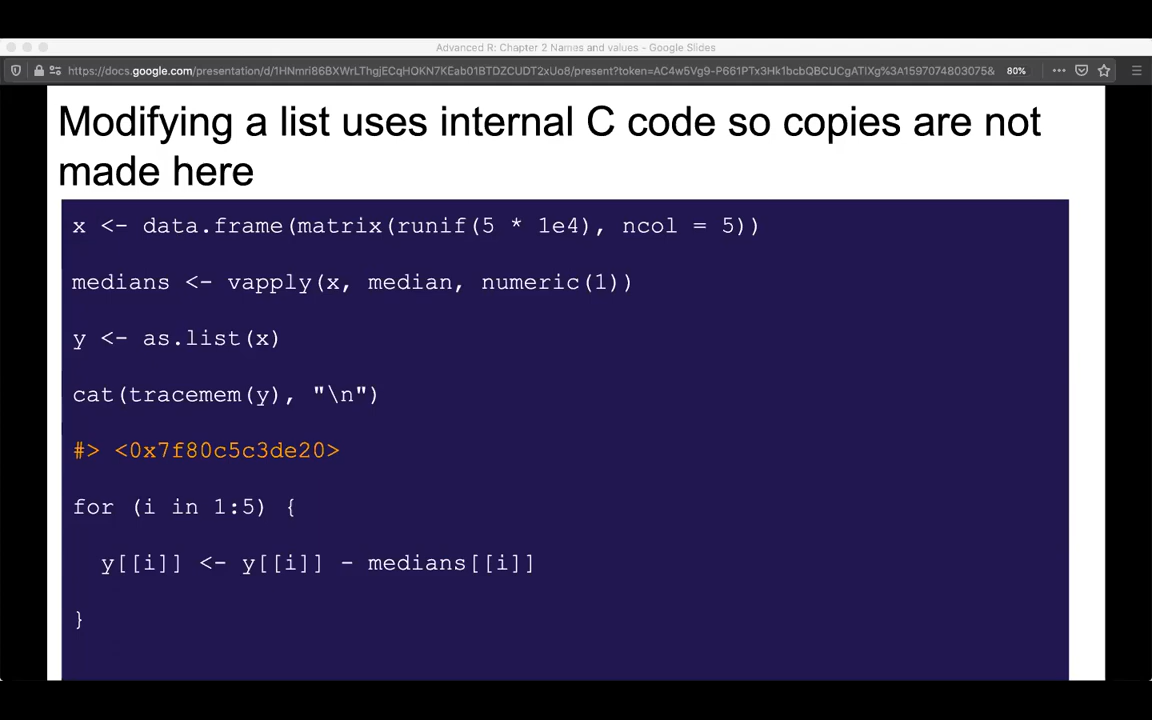 Advanced R: Chapter 2 Names and values - Google Slides
https://docs.google.com/presentation/d/1HNmri86BXWrLThgjECqHOKN7KEab01BTDZCUDT2xUo8/present?token=AC4w5Vg9-P661PTx3Hk1bcbQBCUCgATIXg%3A1597074803075& 80%
Modifying a list uses internal C code so copies are not
made here
x <- data.frame(matrix(runif(5 * 1e4), ncol = 5))
medians <- vapply(x, median, numeric(1))
y <- as.list(x)
cat(tracemem(y), "\n")
#> <0x7f80c5c3de20>
for (i in 1:5) {
  y[[i]] <- y[[i]] - medians[[i]]
}